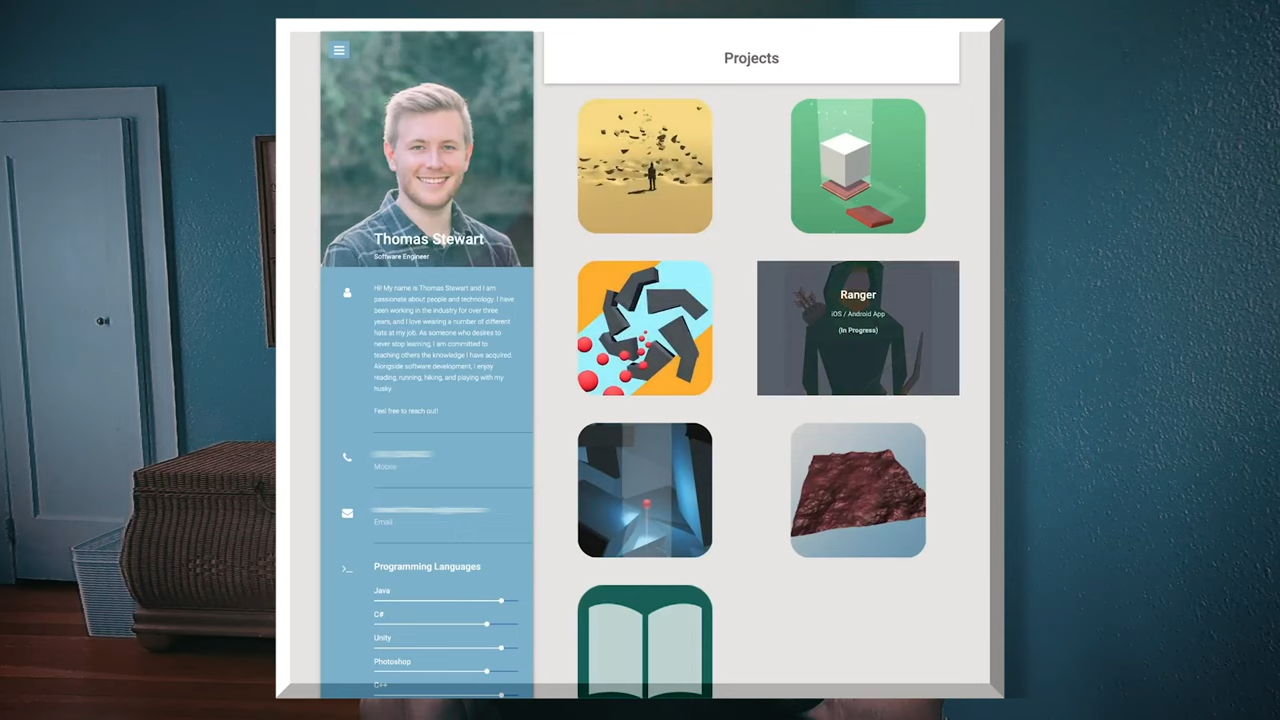 Projects
Thomas Stewart
Software Engineer
Hi! My name is Thomas Stewart and I am
passionate about people and technology. I have
been working in the industry for over three
years, and I love wearing a number of different
hats at my job. As someone who desires to
never stop learning, I am committed to
teaching others the knowledge I have acquired.
Alongside software development, I enjoy
reading, running, hiking, and playing with my
husky.
Feel free to reach out!
Mobile
Email
Programming Languages
Java
C#
Unity
Photoshop
C++
Ranger
iOS / Android App
(In Progress)